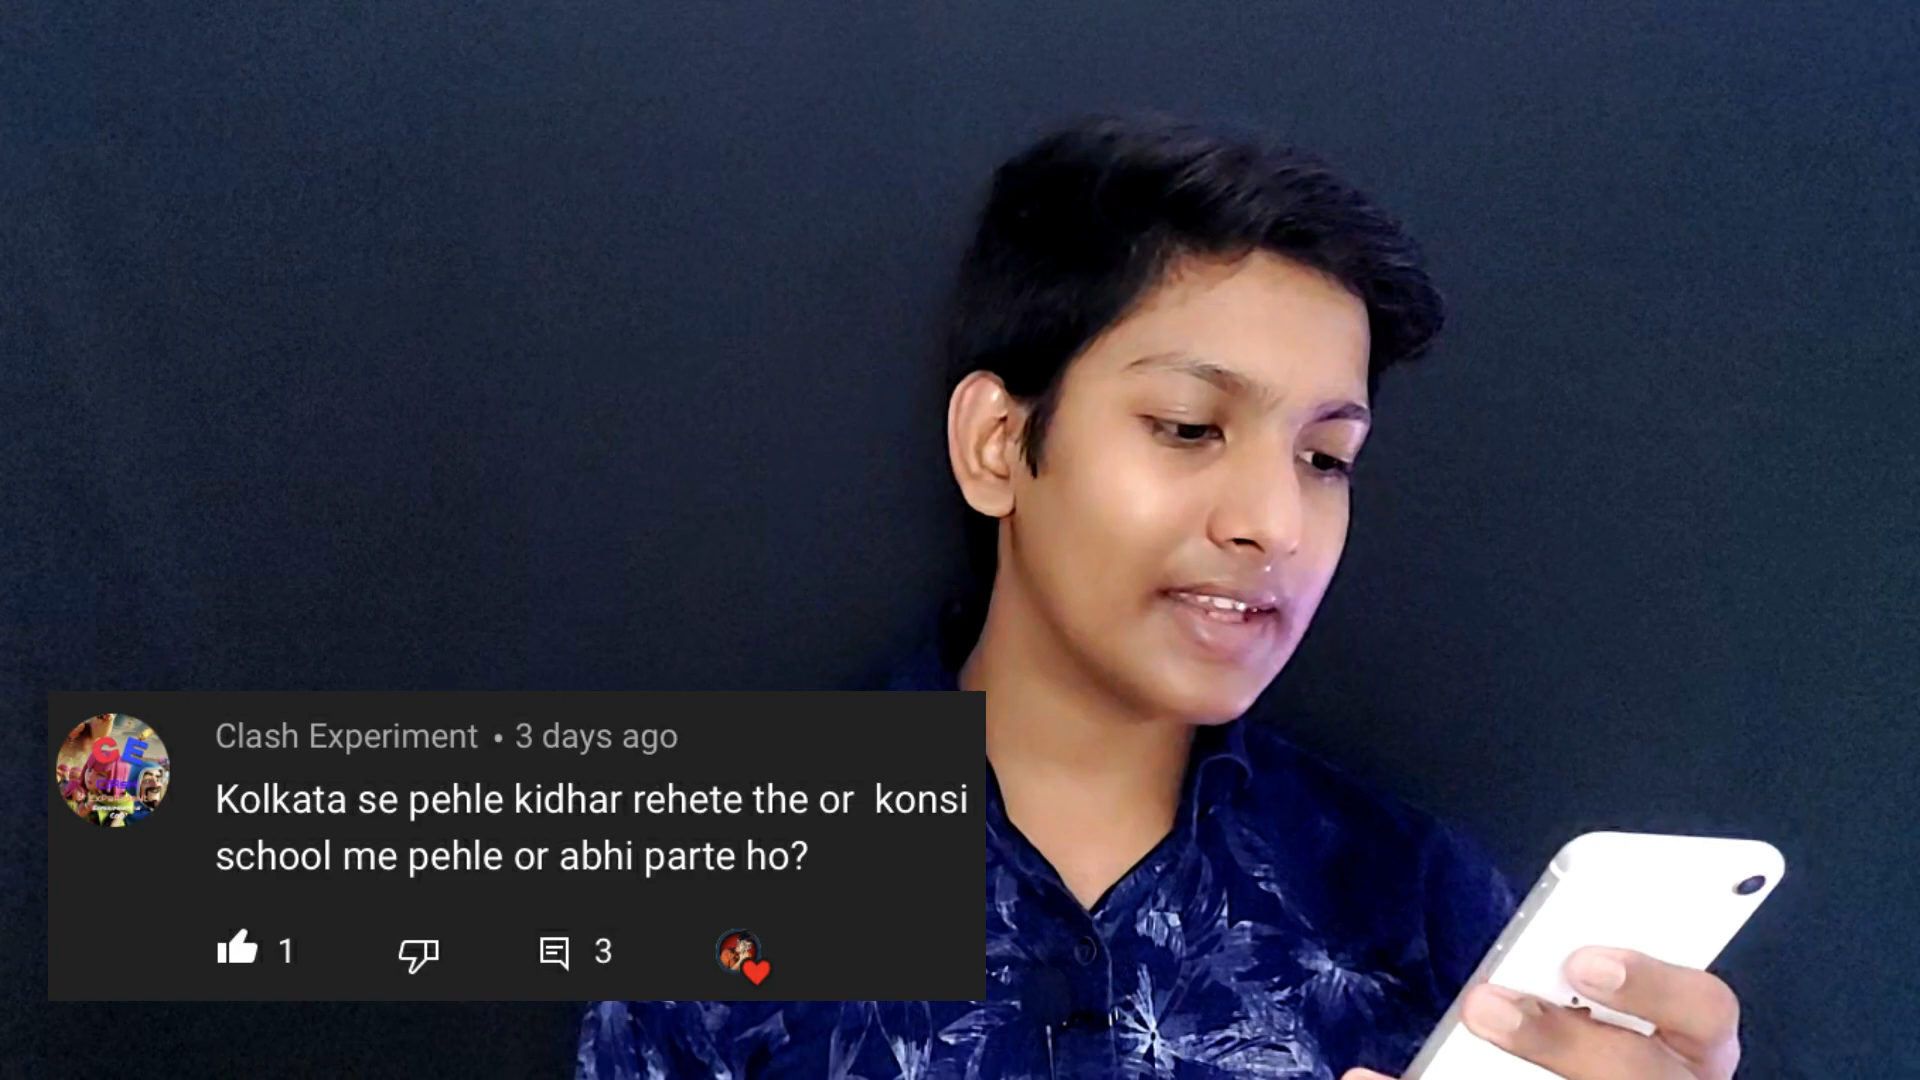 Clash Experiment • 3 days ago
Kolkata se pehle kidhar rehete the or konsi
school me pehle or abhi parte ho?
1 3
CE